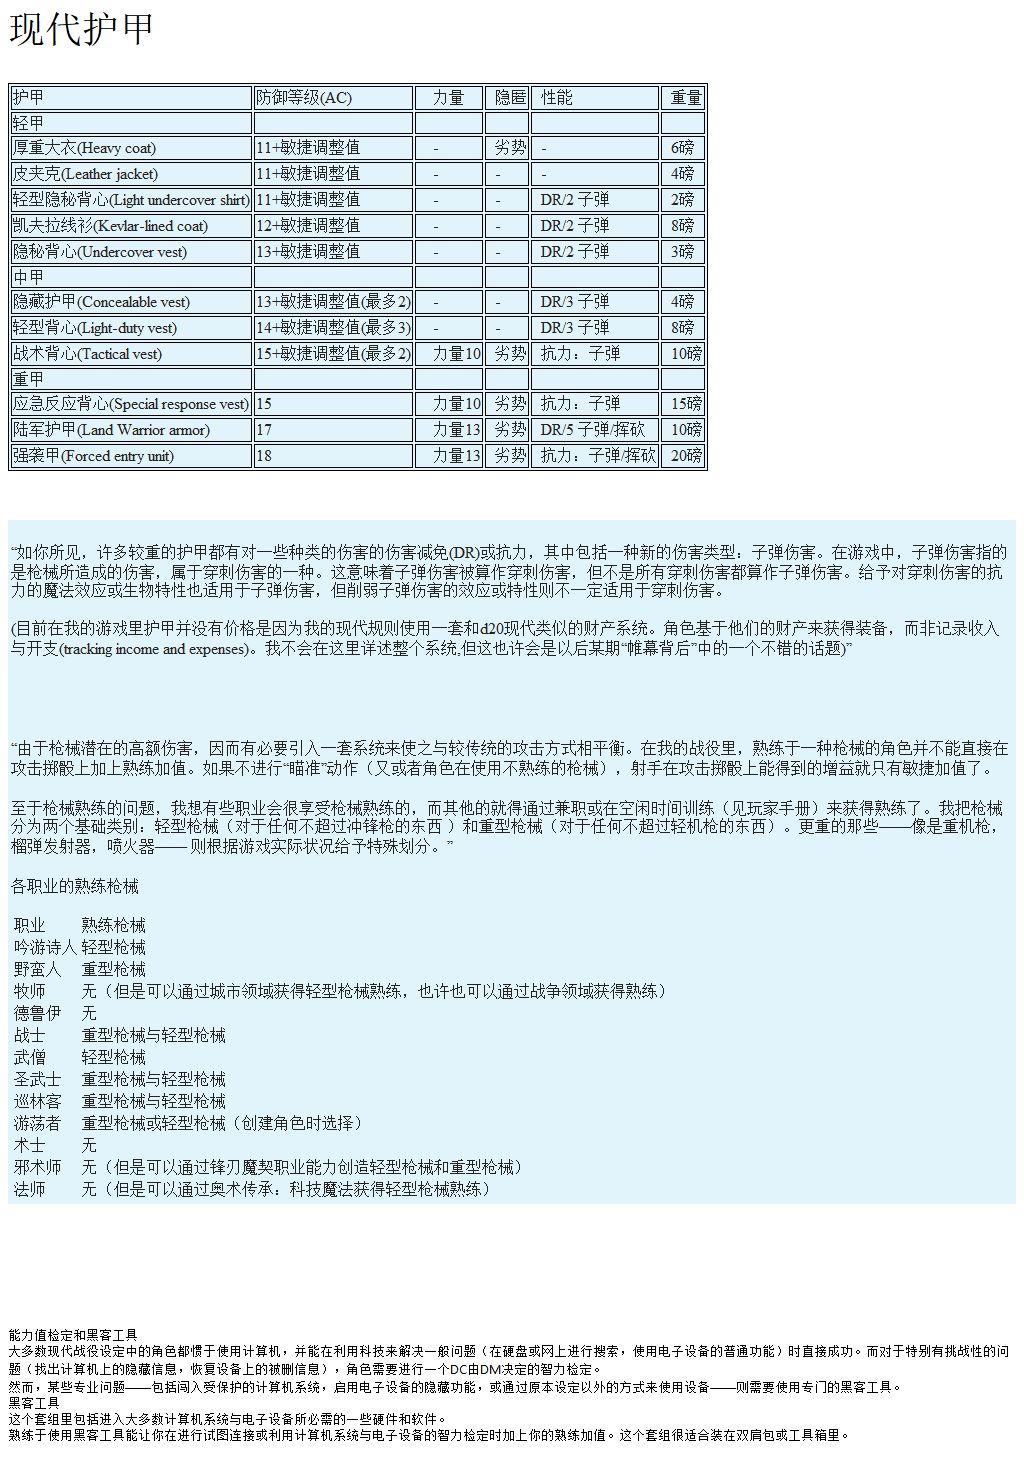 现代护甲
护甲 防御等级(AC) 力量 隐匿 性能 重量
轻甲
厚重大衣(Heavy coat) 11+敏捷调整值 - 劣势 - 6磅
皮夹克(Leather jacket) 11+敏捷调整值 - - - 4磅
轻型隐秘背心(Light undercover shirt) 11+敏捷调整值 - - DR/2 子弹 2磅
凯夫拉线衫(Kevlar-lined coat) 12+敏捷调整值 - - DR/2 子弹 8磅
隐秘背心(Undercover vest) 13+敏捷调整值 - - DR/2 子弹 3磅
中甲
隐藏护甲(Concealable vest) 13+敏捷调整值(最多2) - - DR/3 子弹 4磅
轻型背心(Light-duty vest) 14+敏捷调整值(最多3) - - DR/3 子弹 8磅
战术背心(Tactical vest) 15+敏捷调整值(最多2) 力量10 劣势 抗力：子弹 10磅
重甲
应急反应背心(Special response vest) 15 力量10 劣势 抗力：子弹 15磅
陆军护甲(Land Warrior armor) 17 力量13 劣势 DR/5 子弹/挥砍 10磅
强袭甲(Forced entry unit) 18 力量13 劣势 抗力：子弹/挥砍 20磅
“如你所见，许多较重的护甲都有对一些种类的伤害的伤害减免(DR)或抗力，其中包括一种新的伤害类型：子弹伤害。在游戏中，子弹伤害指的
是枪械所造成的伤害，属于穿刺伤害的一种。这意味着子弹伤害被算作穿刺伤害，但不是所有穿刺伤害都算作子弹伤害。给予对穿刺伤害的抗
力的魔法效应或生物特性也适用于子弹伤害，但削弱子弹伤害的效应或特性则不一定适用于穿刺伤害。
(目前在我的游戏里护甲并没有价格是因为我的现代规则使用一套和d20现代类似的财产系统。角色基于他们的财产来获得装备，而非记录收入
与开支(tracking income and expenses)。我不会在这里详述整个系统,但这也许会是以后某期“帷幕背后”中的一个不错的话题)”
“由于枪械潜在的高额伤害，因而有必要引入一套系统来使之与较传统的攻击方式相平衡。在我的战役里，熟练于一种枪械的角色并不能直接在
攻击掷骰上加上熟练加值。如果不进行“瞄准”动作（又或者角色在使用不熟练的枪械），射手在攻击掷骰上能得到的增益就只有敏捷加值了。
至于枪械熟练的问题，我想有些职业会很享受枪械熟练的，而其他的就得通过兼职或在空闲时间训练（见玩家手册）来获得熟练了。我把枪械
分为两个基础类别：轻型枪械（对于任何不超过冲锋枪的东西 ）和重型枪械（对于任何不超过轻机枪的东西）。更重的那些——像是重机枪，
榴弹发射器，喷火器—— 则根据游戏实际状况给予特殊划分。”
各职业的熟练枪械
职业 熟练枪械
吟游诗人 轻型枪械
野蛮人 重型枪械
牧师 无（但是可以通过城市领域获得轻型枪械熟练，也许也可以通过战争领域获得熟练）
德鲁伊 无
战士 重型枪械与轻型枪械
武僧 轻型枪械
圣武士 重型枪械与轻型枪械
巡林客 重型枪械与轻型枪械
游荡者 重型枪械或轻型枪械（创建角色时选择）
术士 无
邪术师 无（但是可以通过锋刃魔契职业能力创造轻型枪械和重型枪械）
法师 无（但是可以通过奥术传承：科技魔法获得轻型枪械熟练）
能力值检定和黑客工具
大多数现代战役设定中的角色都惯于使用计算机，并能在利用科技来解决一般问题（在硬盘或网上进行搜索，使用电子设备的普通功能）时直接成功。而对于特别有挑战性的问
题（找出计算机上的隐藏信息，恢复设备上的被删信息），角色需要进行一个DC由DM决定的智力检定。
然而，某些专业问题——包括闯入受保护的计算机系统，启用电子设备的隐藏功能，或通过原本设定以外的方式来使用设备——则需要使用专门的黑客工具。
黑客工具
这个套组里包括进入大多数计算机系统与电子设备所必需的一些硬件和软件。
熟练于使用黑客工具能让你在进行试图连接或利用计算机系统与电子设备的智力检定时加上你的熟练加值。这个套组很适合装在双肩包或工具箱里。